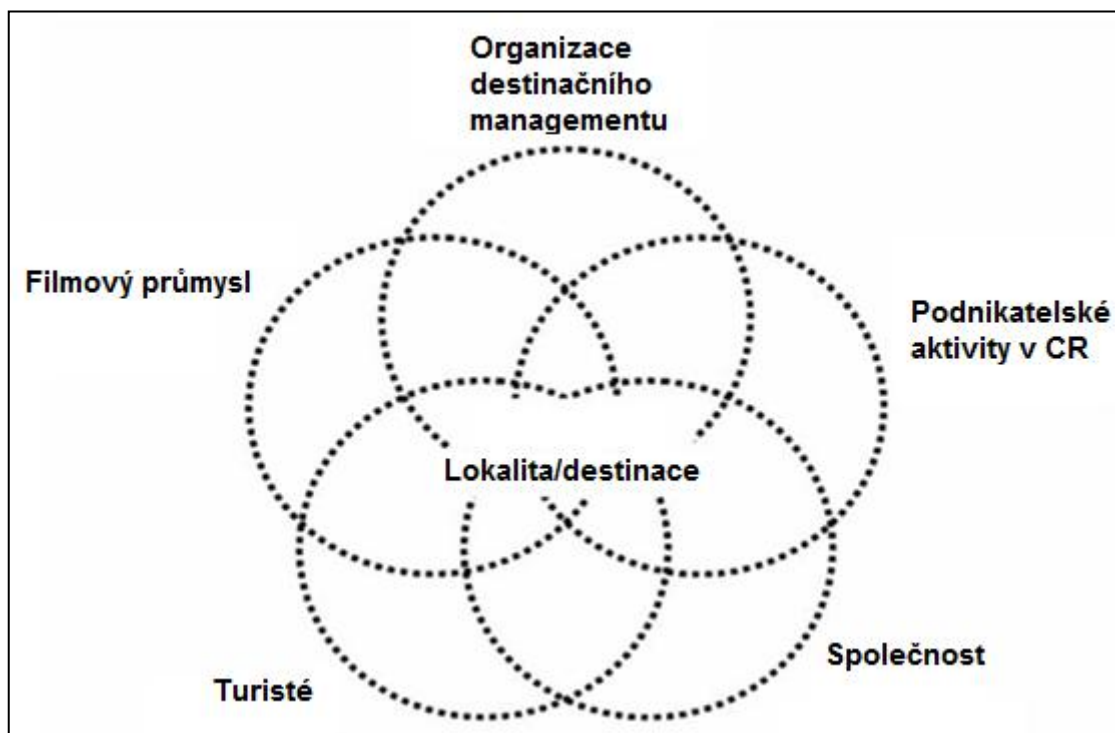 Organizace
destinačního
managementu
Filmový průmysl
Podnikatelské
aktivity v CR
Lokalita/destinace
Společnost
Turisté